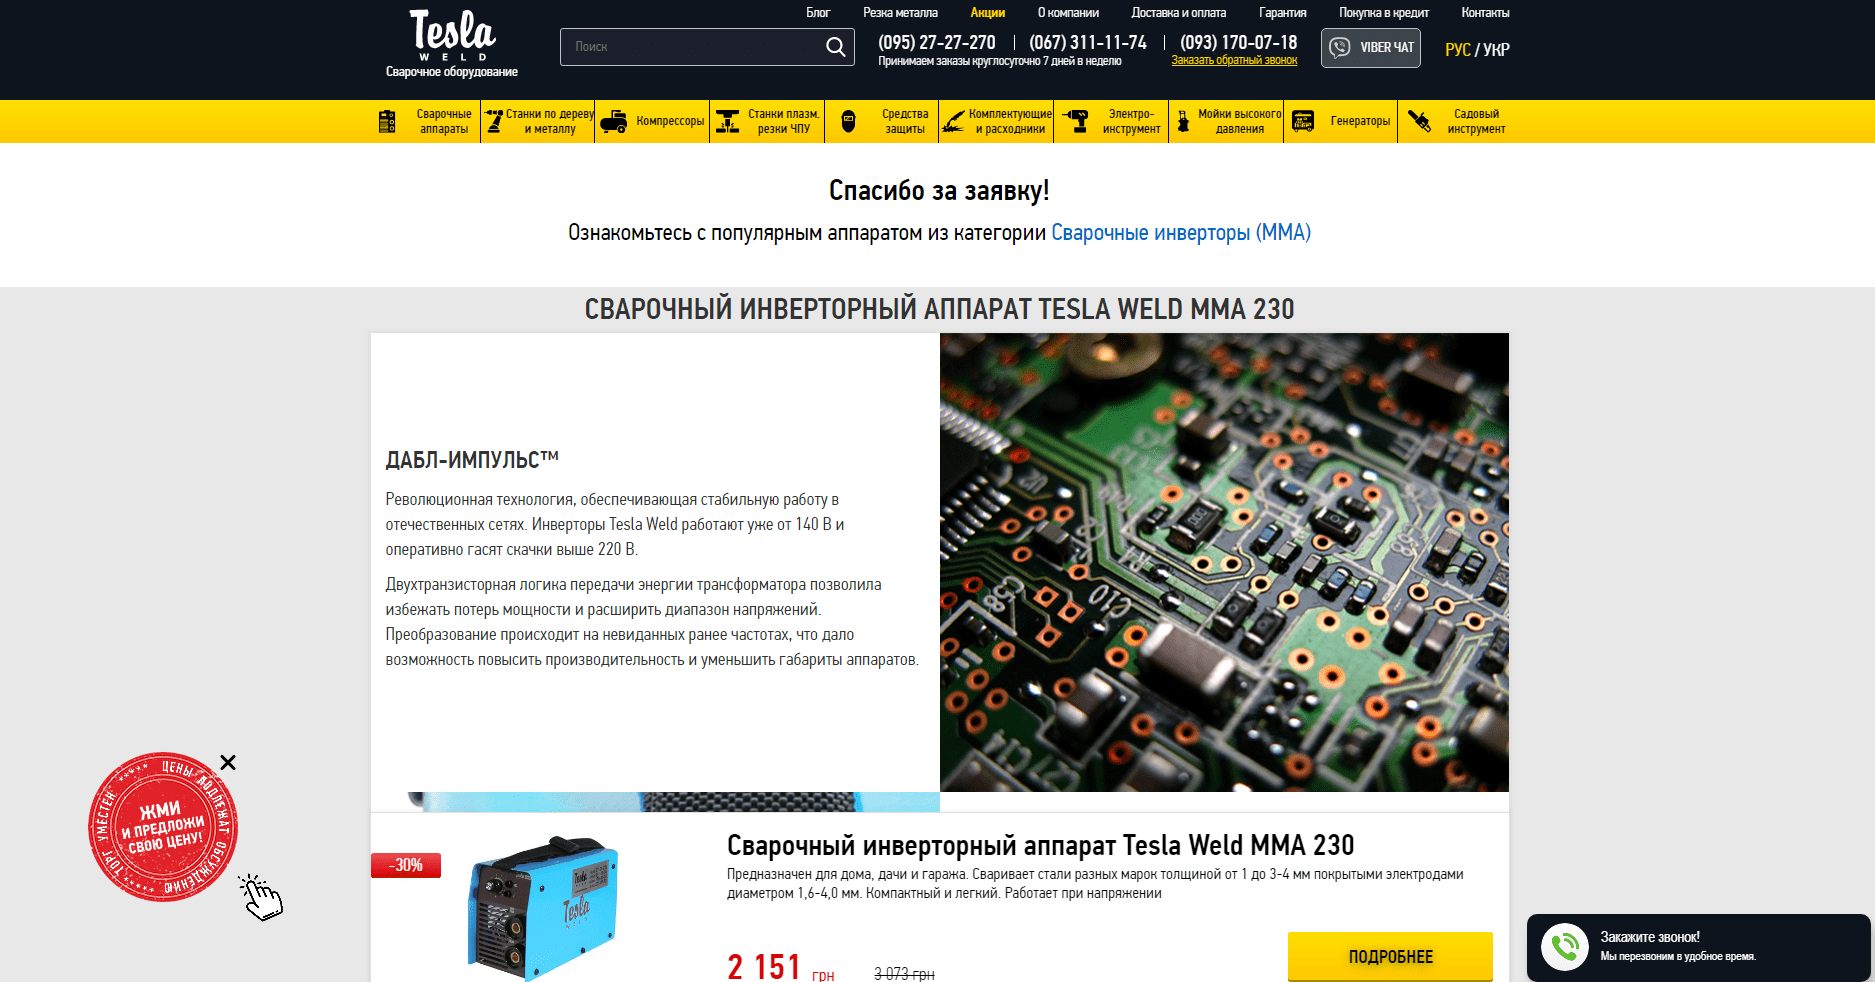 Блог
Резка металла
Акции
О компании
Доставка и оплата
Гарантия
Покупка в кредит
Контакты
Tesla
WELD
Сварочное оборудование
Поиск
(095) 27-27-270
(067) 311-11-74
(093) 170-07-18
Принимаем заказы круглосуточно 7 дней в неделю
Заказать обратный звонок
VIBER ЧАТ
РУС / УКР
Сварочные
аппараты
Станки по дереву
и металлу
Компрессоры
Станки плазм.
резки ЧПУ
Средства
защиты
Комплектующие
и расходники
Электро-
инструмент
Мойки высокого
давления
Генераторы
Садовый
инструмент
Спасибо за заявку!
Ознакомьтесь с популярным аппаратом из категории Сварочные инверторы (ММА)
СВАРОЧНЫЙ ИНВЕРТОРНЫЙ АППАРАТ TESLA WELD MMA 230
ДАБЛ-ИМПУЛЬС™
Революционная технология, обеспечивающая стабильную работу в
отечественных сетях. Инверторы Tesla Weld работают уже от 140 В и
оперативно гасят скачки выше 220 В.
Двухтранзисторная логика передачи энергии трансформатора позволила
избежать потерь мощности и расширить диапазон напряжений.
Преобразование происходит на невиданных ранее частотах, что дало
возможность повысить производительность и уменьшить габариты аппаратов.
C58
C10
R41
ЦЕНЫ ПОДЛЕЖАТ ОБСУЖДЕНИЮ
ТОРГ УМЕСТЕН
ЖМИ
И ПРЕДЛОЖИ
СВОЮ ЦЕНУ!
-30%
Tesla
WELD
Сварочный инверторный аппарат Tesla Weld MMA 230
Предназначен для дома, дачи и гаража. Сваривает стали разных марок толщиной от 1 до 3-4 мм покрытыми электродами
диаметром 1,6-4,0 мм. Компактный и легкий. Работает при напряжении
2 151 грн
3 073 грн
ПОДРОБНЕЕ
Закажите звонок!
Мы перезвоним в удобное время.